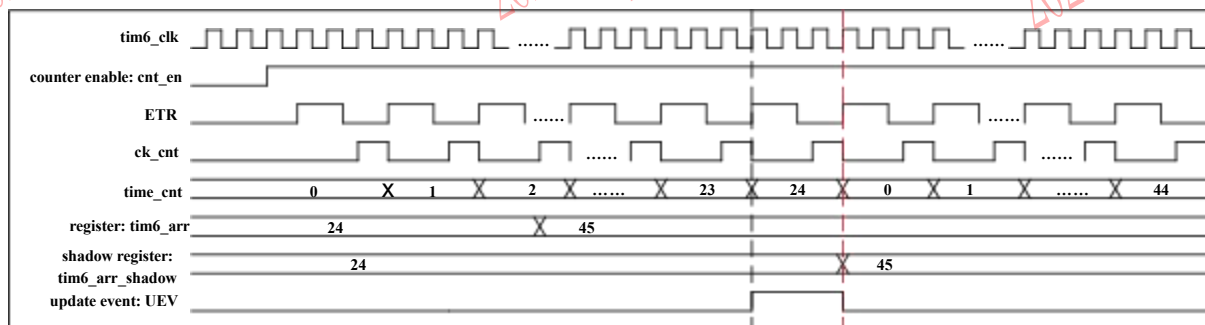 tim6_clk ...... ......
counter enable: cnt_en
ETR ...... ......
ck_cnt ...... ......
time_cnt 0 1 2 ...... 23 24 0 1 ...... 44
register: tim6_arr 24 45
shadow register:
tim6_arr_shadow 24 45
update event: UEV